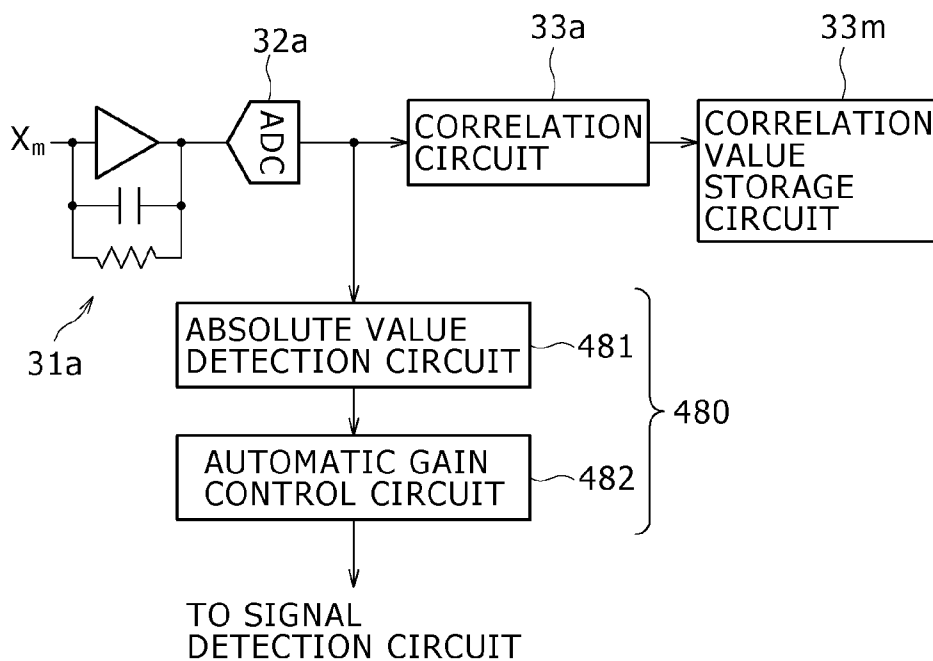 32a
33a
33m
Xm
ADC
CORRELATION
CIRCUIT
CORRELATION
VALUE
STORAGE
CIRCUIT
31a
ABSOLUTE VALUE
DETECTION CIRCUIT
481
480
AUTOMATIC GAIN
CONTROL CIRCUIT
482
TO SIGNAL
DETECTION CIRCUIT